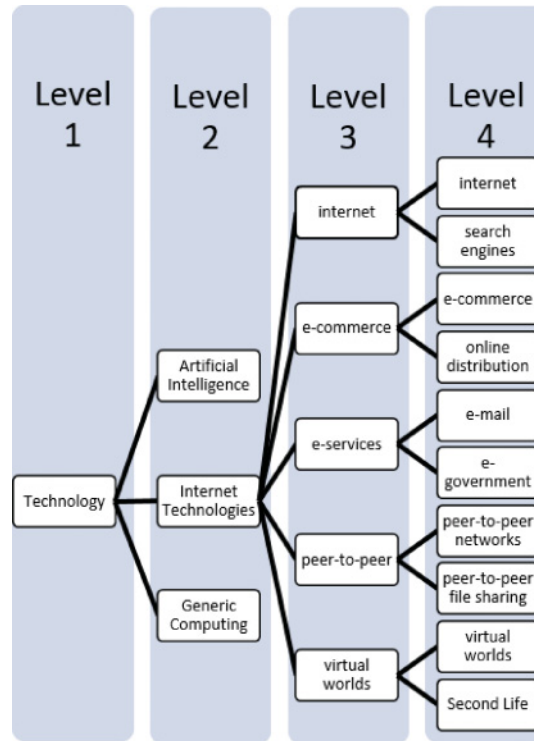 Level
1
Level
2
Level
3
Level
4
Technology
Artificial
Intelligence
Internet
Technologies
Generic
Computing
internet
e-commerce
e-services
peer-to-peer
virtual
worlds
internet
search
engines
e-commerce
online
distribution
e-mail
e-
government
peer-to-peer
networks
peer-to-peer
file sharing
virtual
worlds
Second Life